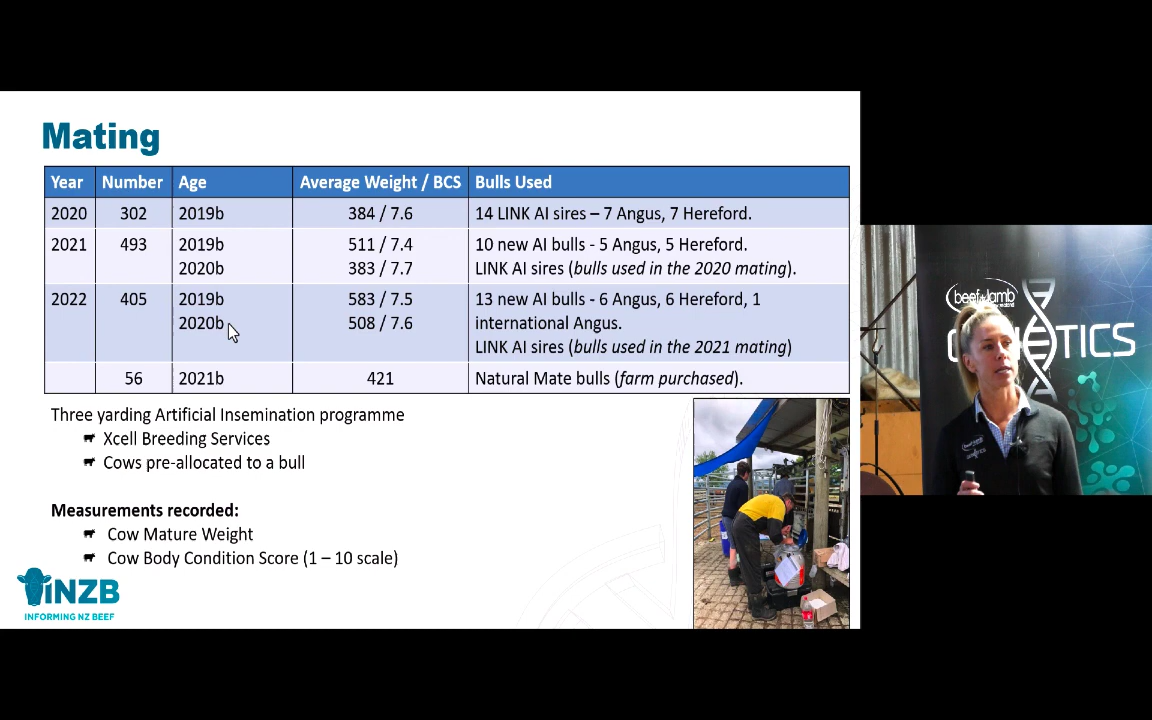 Mating
Year Number Age Average Weight / BCS Bulls Used
2020 302 2019b 384 / 7.6 14 LINK AI sires – 7 Angus, 7 Hereford.
2021 493 2019b 511 / 7.4 10 new AI bulls - 5 Angus, 5 Hereford.
2020b 383 / 7.7 LINK AI sires (bulls used in the 2020 mating).
2022 405 2019b 583 / 7.5 13 new AI bulls - 6 Angus, 6 Hereford, 1
2020b 508 / 7.6 international Angus.
LINK AI sires (bulls used in the 2021 mating)
56 2021b 421 Natural Mate bulls (farm purchased).
Three yarding Artificial Insemination programme
Xcell Breeding Services
Cows pre-allocated to a bull
Measurements recorded:
Cow Mature Weight
Cow Body Condition Score (1 – 10 scale)
iNZB
INFORMING NZ BEEF
beef+lamb
G
ETICS